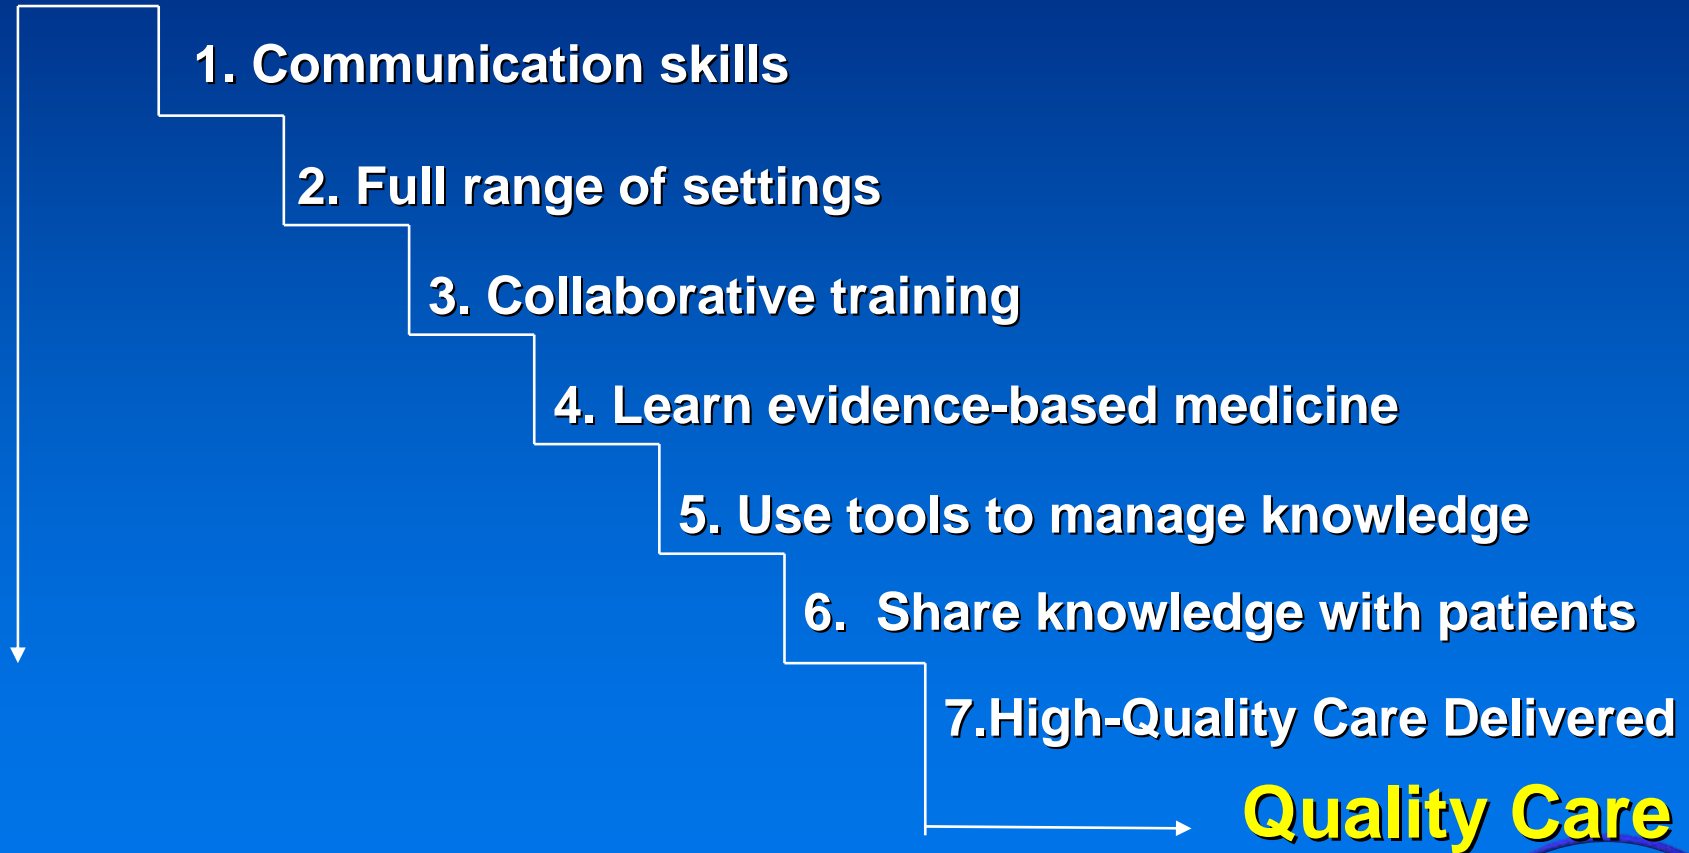 1. Communication skills
2. Full range of settings
3. Collaborative training
4. Learn evidence-based medicine
5. Use tools to manage knowledge
6.  Share knowledge with patients
7.High-Quality Care Delivered
Quality Care